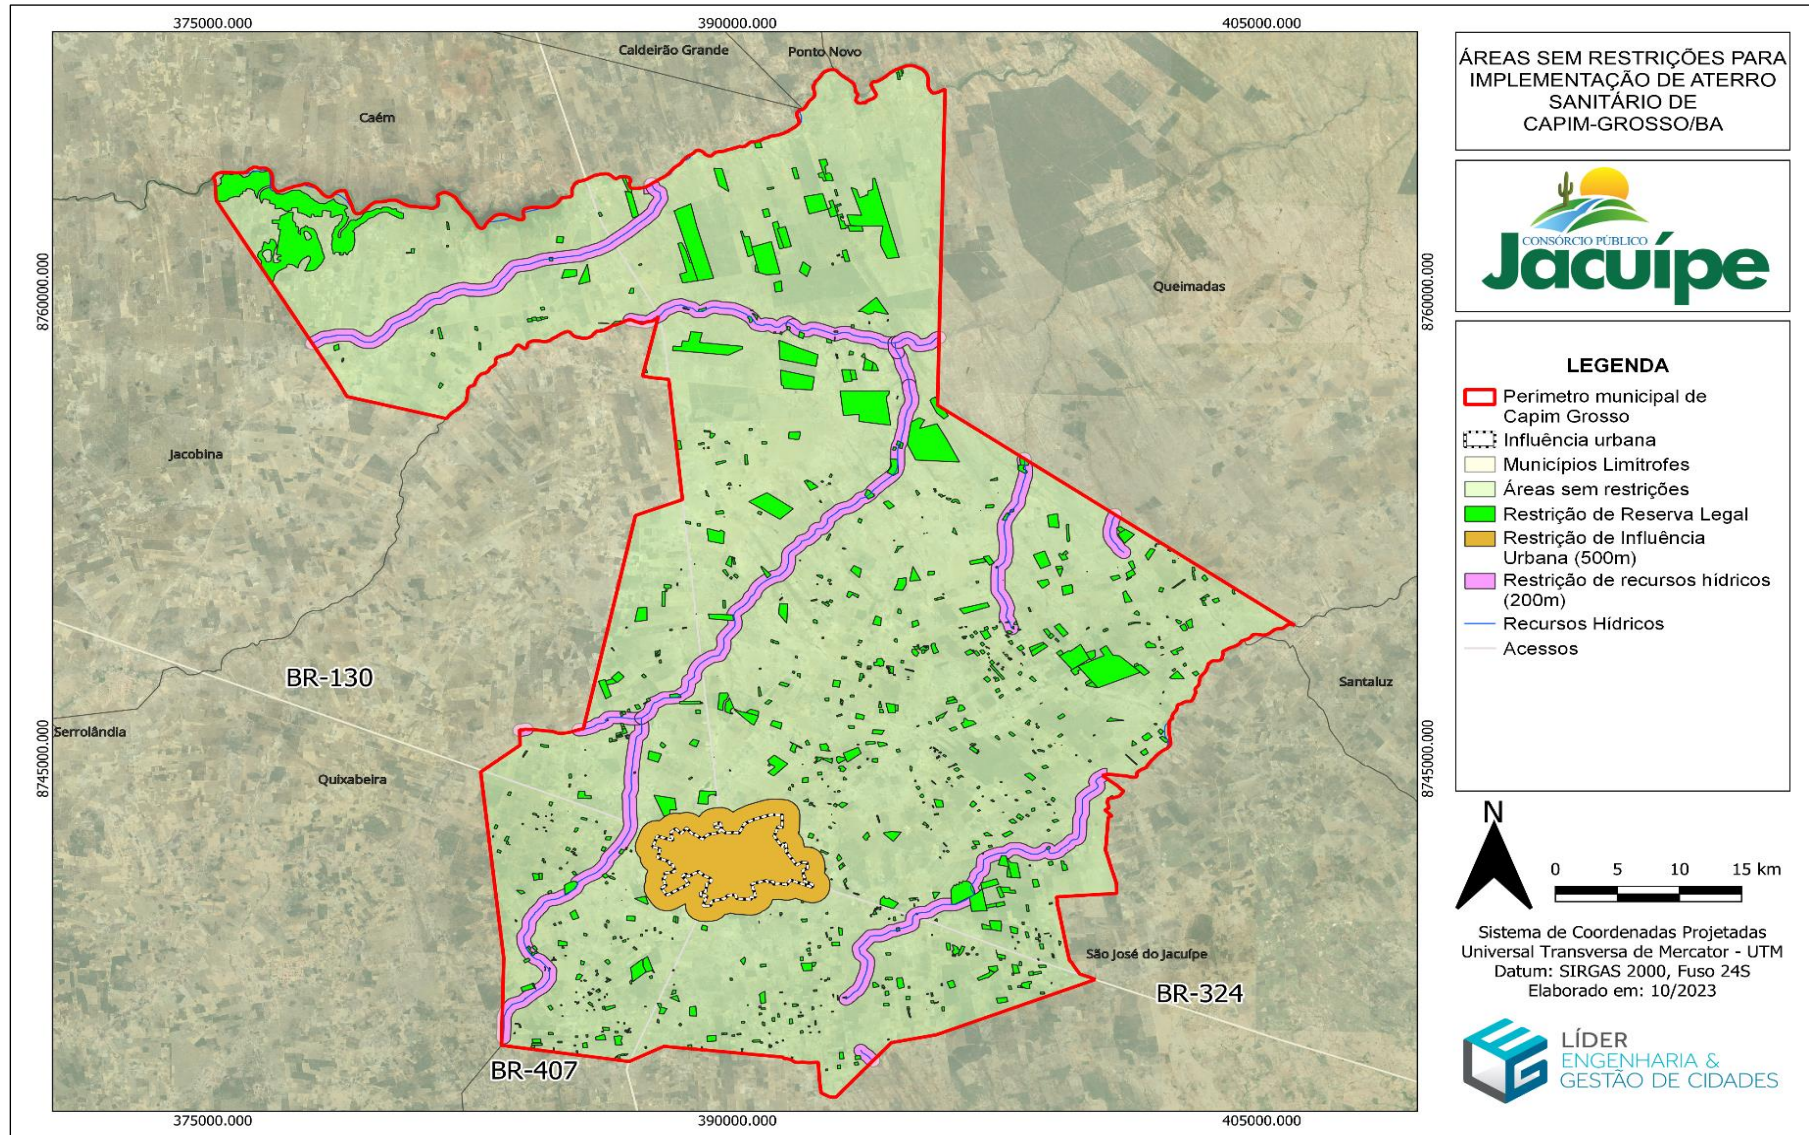 375000.000
390000.000
405000.000
Caldeirão Grande
Ponto Novo
Caém
Queimadas
Jacobina
8760000.000
8760000.000
BR-130
Santaluz
Serrolândia
Quixabeira
8745000.000
8745000.000
São José do Jacuípe
BR-324
BR-407
375000.000
390000.000
405000.000
ÁREAS SEM RESTRIÇÕES PARA
IMPLEMENTAÇÃO DE ATERRO
SANITÁRIO DE
CAPIM-GROSSO/BA
CONSÓRCIO PÚBLICO
Jacuípe
LEGENDA
Perímetro municipal de
Capim Grosso
Influência urbana
Municípios Limítrofes
Áreas sem restrições
Restrição de Reserva Legal
Restrição de Influência
Urbana (500m)
Restrição de recursos hídricos
(200m)
Recursos Hídricos
Acessos
N
0 5 10 15 km
Sistema de Coordenadas Projetadas
Universal Transversa de Mercator - UTM
Datum: SIRGAS 2000, Fuso 24S
Elaborado em: 10/2023
LÍDER
ENGENHARIA &
GESTÃO DE CIDADES